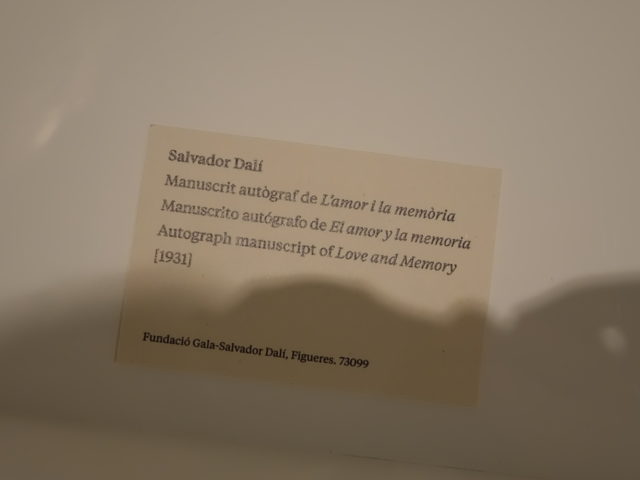 Salvador Dalí
Manuscrit autògraf de L'amor i la memòria
Manuscrito autógrafo de El amor y la memoria
Autograph manuscript of Love and Memory
[1931]
Fundació Gala-Salvador Dalí, Figueres. 73099